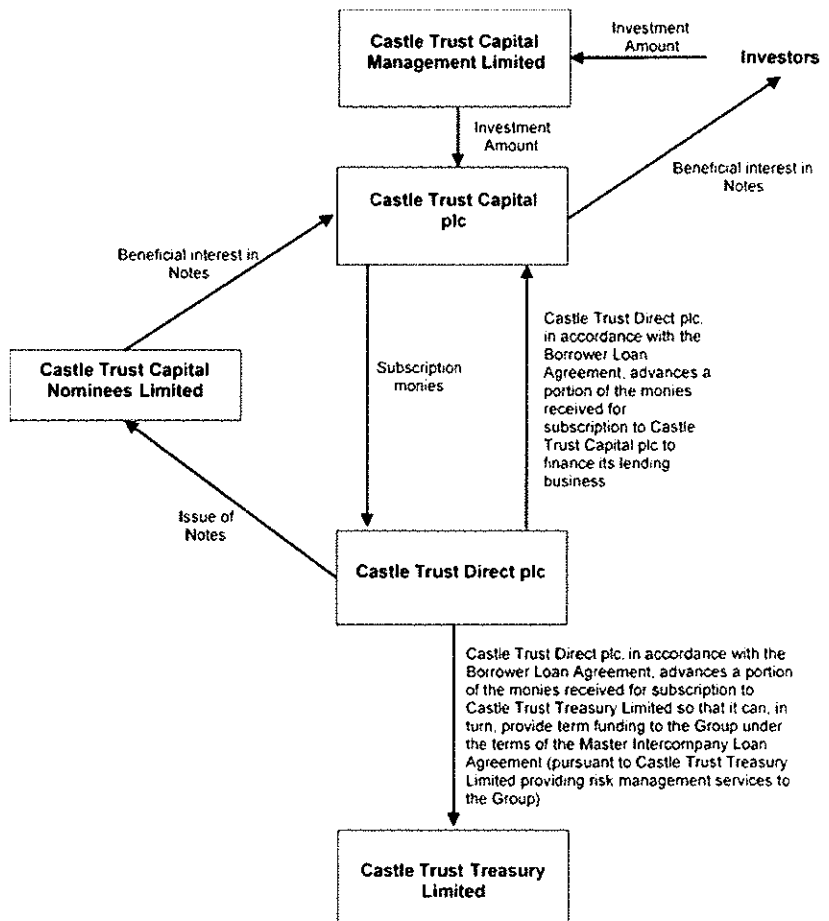 Castle Trust Capital
Management Limited
Investment
Amount
Investors
Investment
Amount
Castle Trust Capital
plc
Beneficial interest in
Notes
Beneficial interest in
Notes
Castle Trust Capital
Nominees Limited
Subscription
monies
Castle Trust Direct plc,
in accordance with the
Borrower Loan
Agreement, advances a
portion of the monies
received for
subscription to Castle
Trust Capital plc to
finance its lending
business
Issue of
Notes
Castle Trust Direct plc
Castle Trust Direct plc, in accordance with the
Borrower Loan Agreement, advances a portion
of the monies received for subscription to
Castle Trust Treasury Limited so that it can, in
turn, provide term funding to the Group under
the terms of the Master Intercompany Loan
Agreement (pursuant to Castle Trust Treasury
Limited providing risk management services to
the Group)
Castle Trust Treasury
Limited